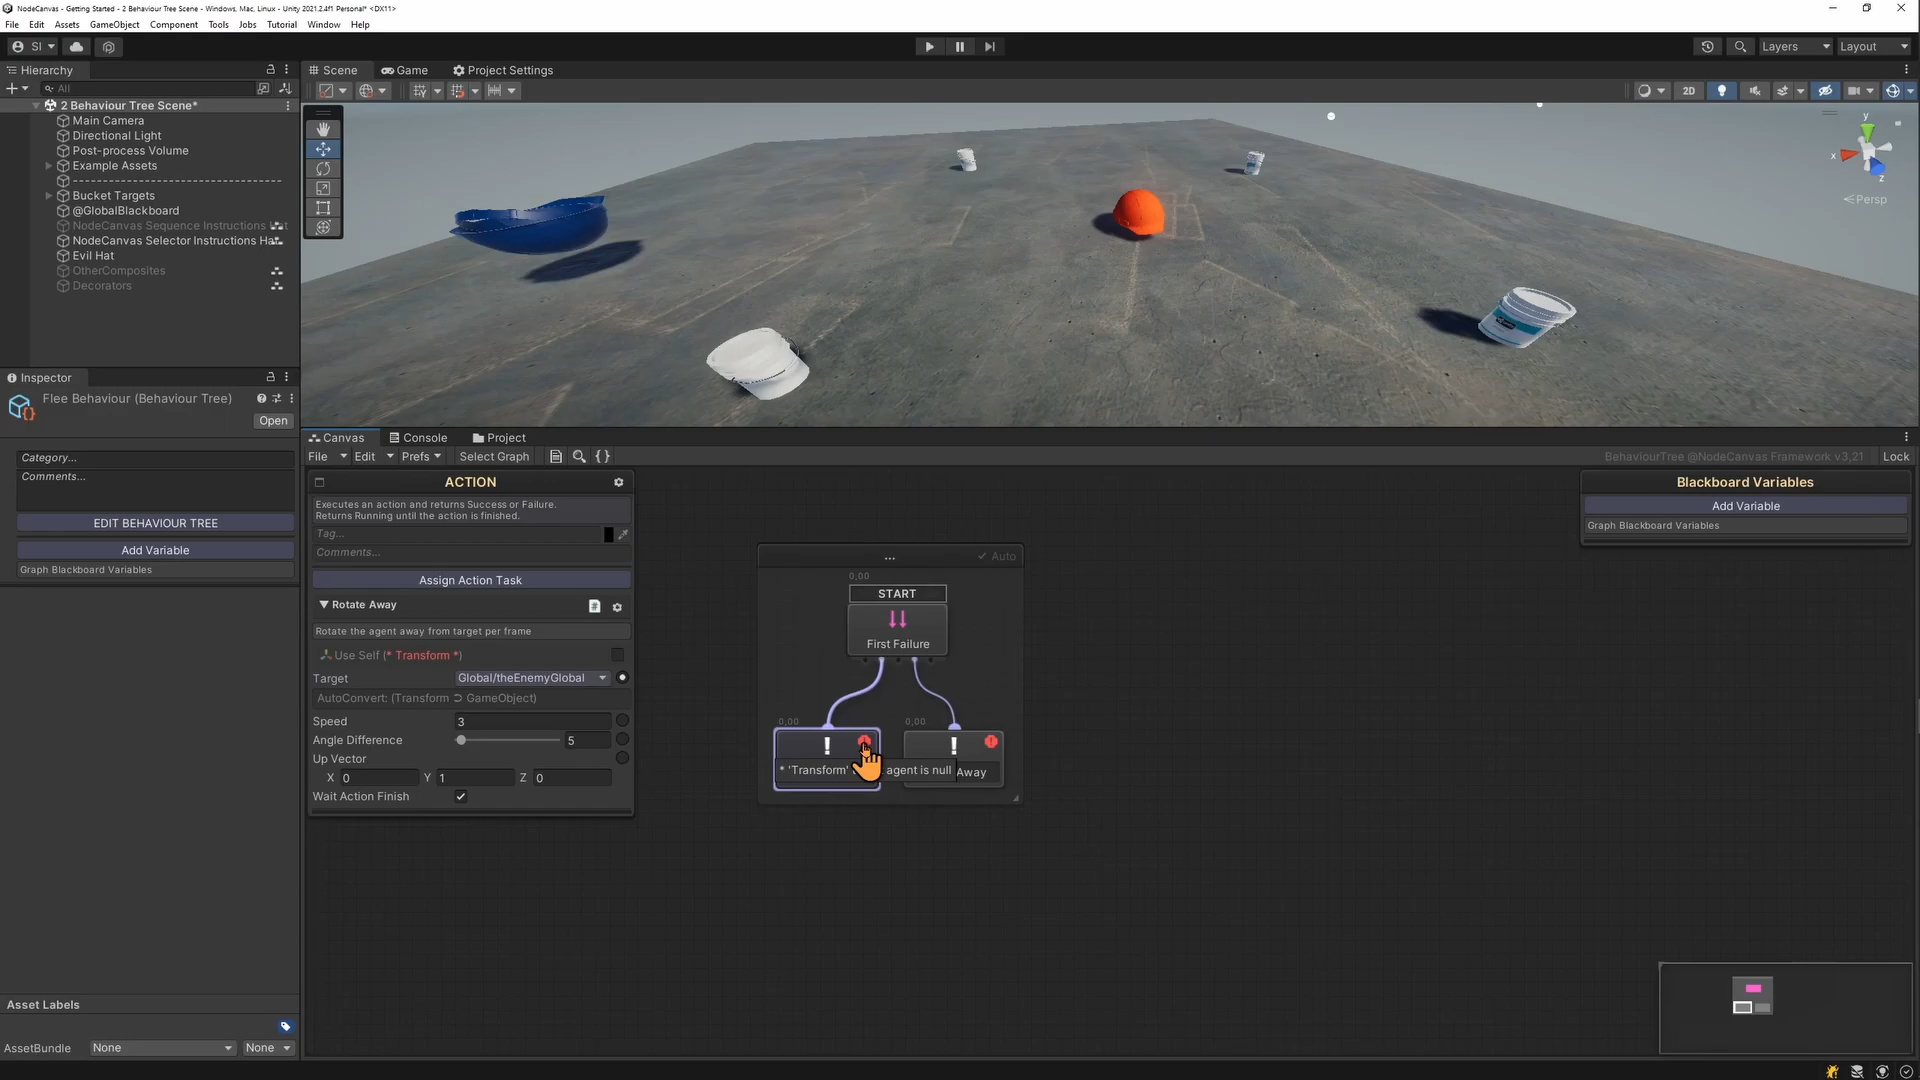 NodeCanvas - Getting Started - 2 Behaviour Tree Scene - Windows, Mac, Linux - Unity 2021.2.4f1 Personal* <DX11>
File Edit Assets GameObject Component Tools Jobs Tutorial Window Help
SI
Layers
Layout
Hierarchy
All
2 Behaviour Tree Scene*
Main Camera
Directional Light
Post-process Volume
Example Assets
----------------------------------
Bucket Targets
@GlobalBlackboard
NodeCanvas Sequence Instructions
NodeCanvas Selector Instructions Ha
Evil Hat
OtherComposites
Decorators
Scene
Game
Project Settings
2D
y
x
z
Persp
Inspector
Flee Behaviour (Behaviour Tree)
Open
Category...
Comments...
EDIT BEHAVIOUR TREE
Add Variable
Graph Blackboard Variables
Asset Labels
AssetBundle
None
None
Canvas
Console
Project
File
Edit
Prefs
Select Graph
BehaviourTree @NodeCanvas Framework v3,21
Lock
ACTION
Executes an action and returns Success or Failure.
Returns Running until the action is finished.
Tag...
Comments...
Assign Action Task
Rotate Away
Rotate the agent away from target per frame
Use Self (* Transform *)
Target
Global/theEnemyGlobal
AutoConvert: (Transform ⊃ GameObject)
Speed
3
Angle Difference
5
Up Vector
X 0 Y 1 Z 0
Wait Action Finish
...
Auto
0,00
START
First Failure
0,00
0,00
* 'Transform' agent is null
Away
Blackboard Variables
Add Variable
Graph Blackboard Variables